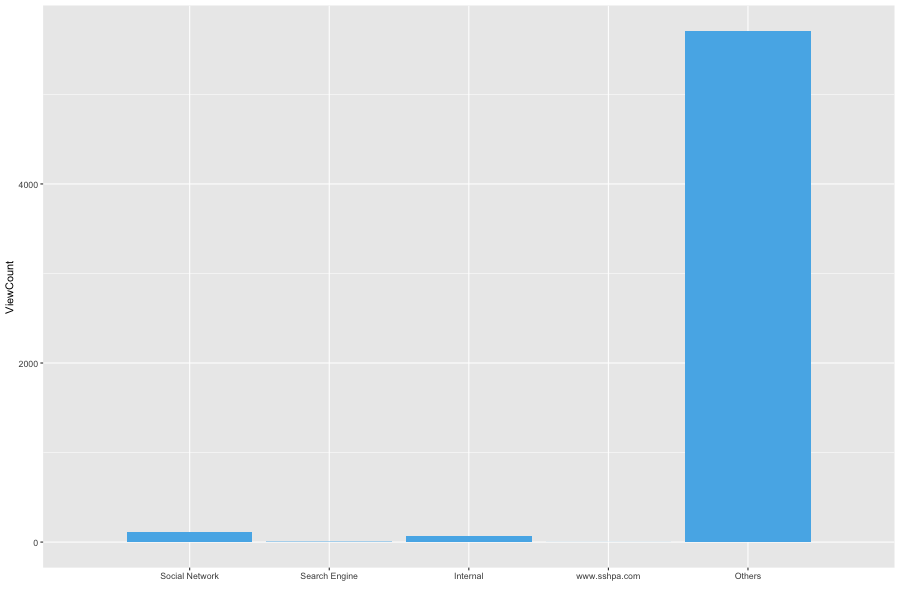 ViewCount
4000
2000
0
Social Network
Search Engine
Internal
www.sshpa.com
Others